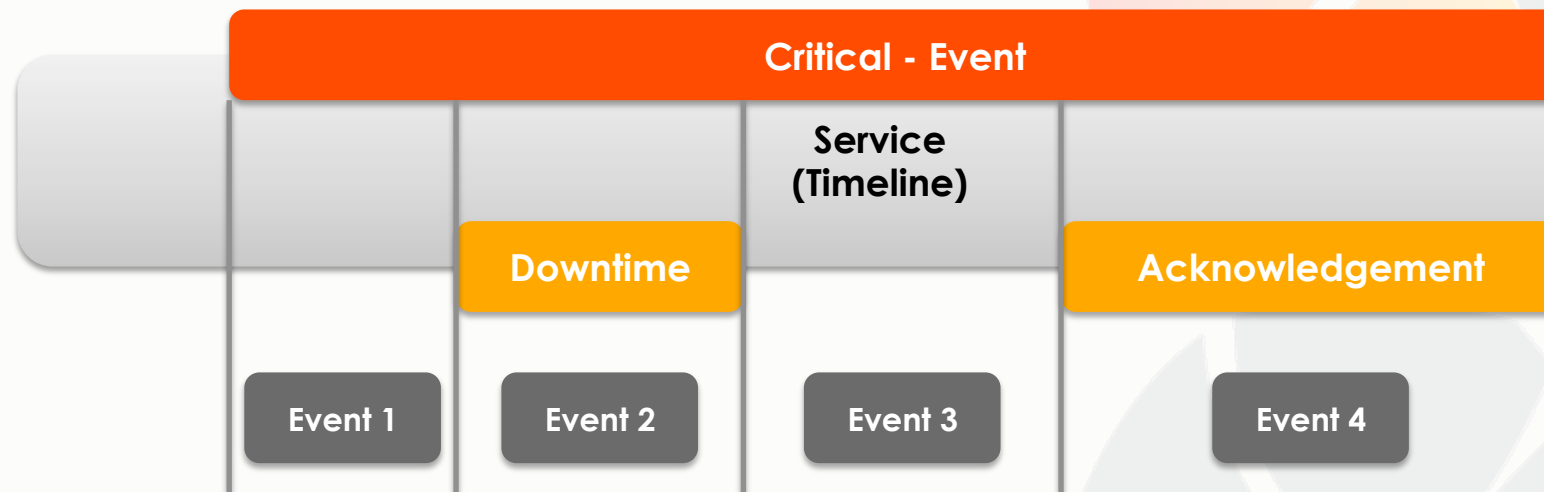 Critical - Event
Service
(Timeline)
Downtime
Acknowledgement
Event 1
Event 2
Event 3
Event 4